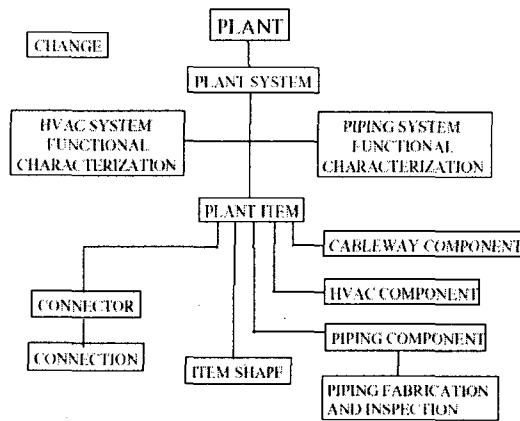 PLANT
CHANGE
PLANT SYSTEM
HVAC SYSTEM
FUNCTIONAL
CHARACTERIZATION
PIPING SYSTEM
FUNCTIONAL
CHARACTERIZATION
PLANT ITEM
CABLEWAY COMPONENT
HVAC COMPONENT
CONNECTOR
PIPING COMPONENT
CONNECTION
ITEM SHAPE
PIPING FABRICATION
AND INSPECTION